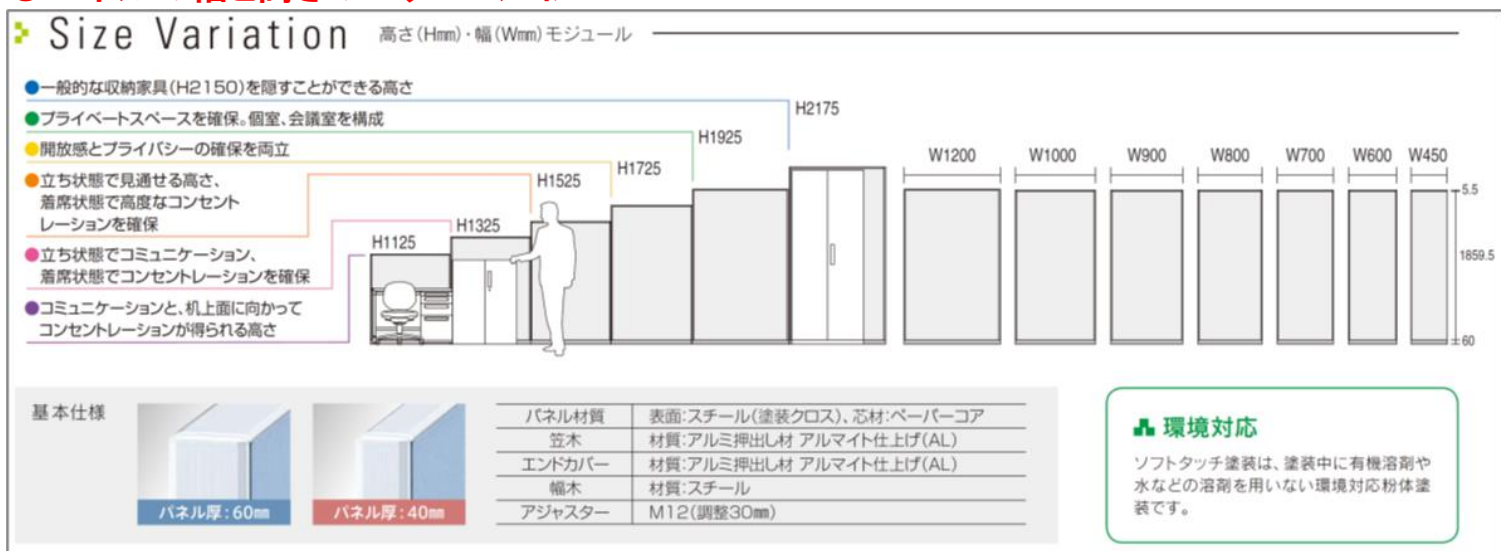 Size Variation 高さ(Hmm)・幅(Wmm)モジュール
●一般的な収納家具(H2150)を隠すことができる高さ
●プライベートスペースを確保。個室、会議室を構成
●開放感とプライバシーの確保を両立
●立ち状態で見通せる高さ、
着席状態で高度なコンセント
レーションを確保
●立ち状態でコミュニケーション、
着席状態でコンセントレーションを確保
●コミュニケーションと、机上面に向かって
コンセントレーションが得られる高さ
H1125
H1325
H1525
H1725
H1925
H2175
W1200 W1000 W900 W800 W700 W600 W450
5.5
1859.5
60
基本仕様
パネル厚:60㎜
パネル厚:40㎜
パネル材質 表面:スチール(塗装クロス)、芯材:ペーパーコア
笠木 材質:アルミ押出し材 アルマイト仕上げ(AL)
エンドカバー 材質:アルミ押出し材 アルマイト仕上げ(AL)
幅木 材質:スチール
アジャスター M12(調整30㎜)
環境対応
ソフトタッチ塗装は、塗装中に有機溶剤や
水などの溶剤を用いない環境対応粉体塗
装です。